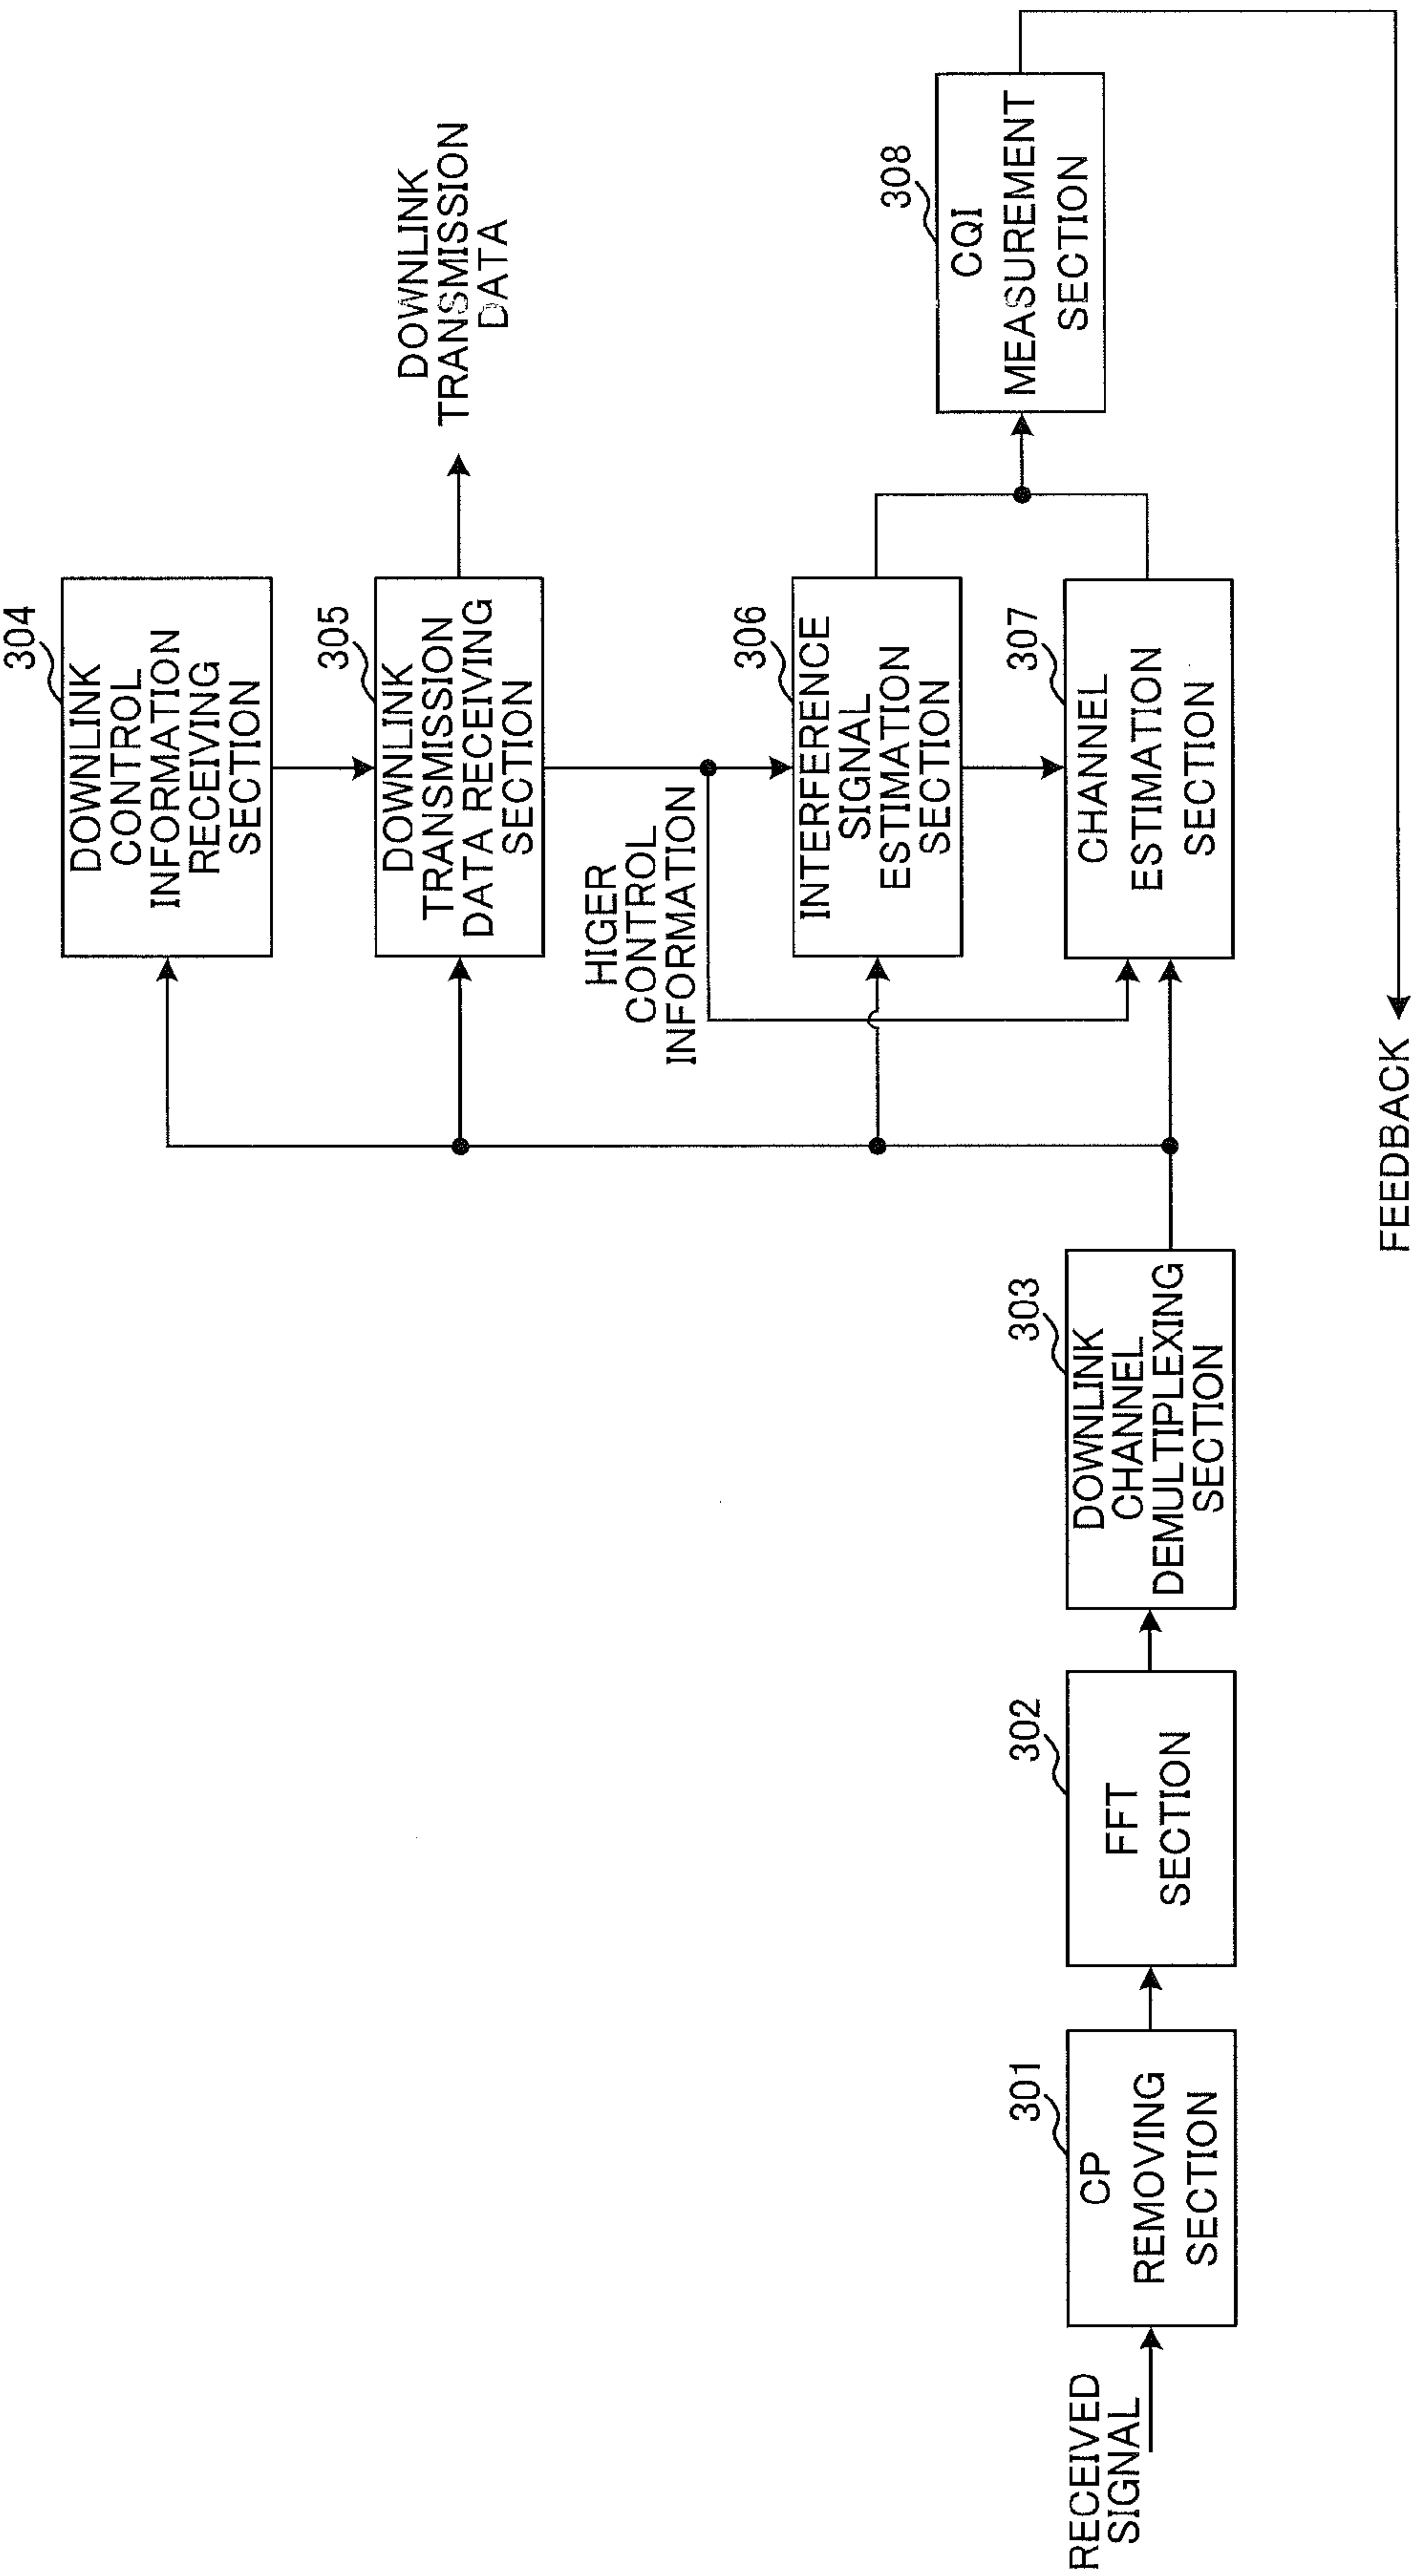 RECEIVED
SIGNAL
301
CP
REMOVING
SECTION
302
FFT
SECTION
303
DOWNLINK
CHANNEL
DEMULTIPLEXING
SECTION
304
DOWNLINK
CONTROL
INFORMATION
RECEIVING
SECTION
305
DOWNLINK
TRANSMISSION
DATA RECEIVING
SECTION
DOWNLINK
TRANSMISSION
DATA
HIGER
CONTROL
INFORMATION
306
INTERFERENCE
SIGNAL
ESTIMATION
SECTION
307
CHANNEL
ESTIMATION
SECTION
308
CQI
MEASUREMENT
SECTION
FEEDBACK